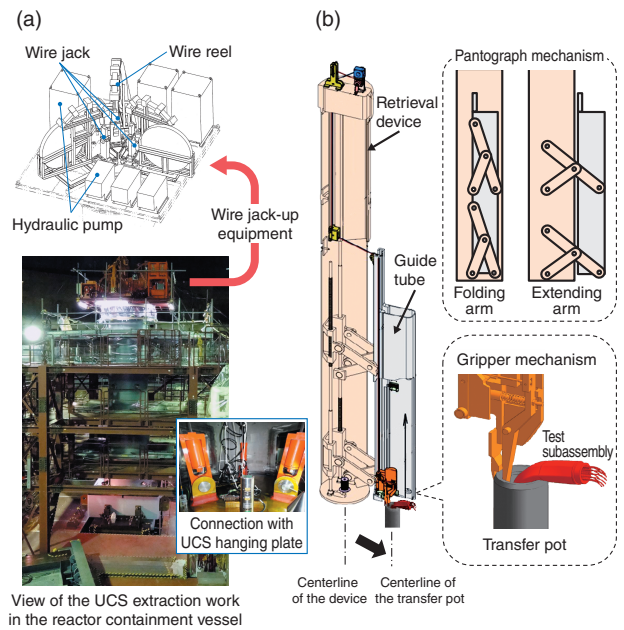 (a)
Wire jack
Wire reel
Hydraulic pump
Wire jack-up
equipment
Connection with
UCS hanging plate
View of the UCS extraction work
in the reactor containment vessel
(b)
Retrieval
device
Guide
tube
Centerline
of the device
Centerline of
the transfer pot
Pantograph mechanism
Folding
arm
Extending
arm
Gripper mechanism
Test
subassembly
Transfer pot